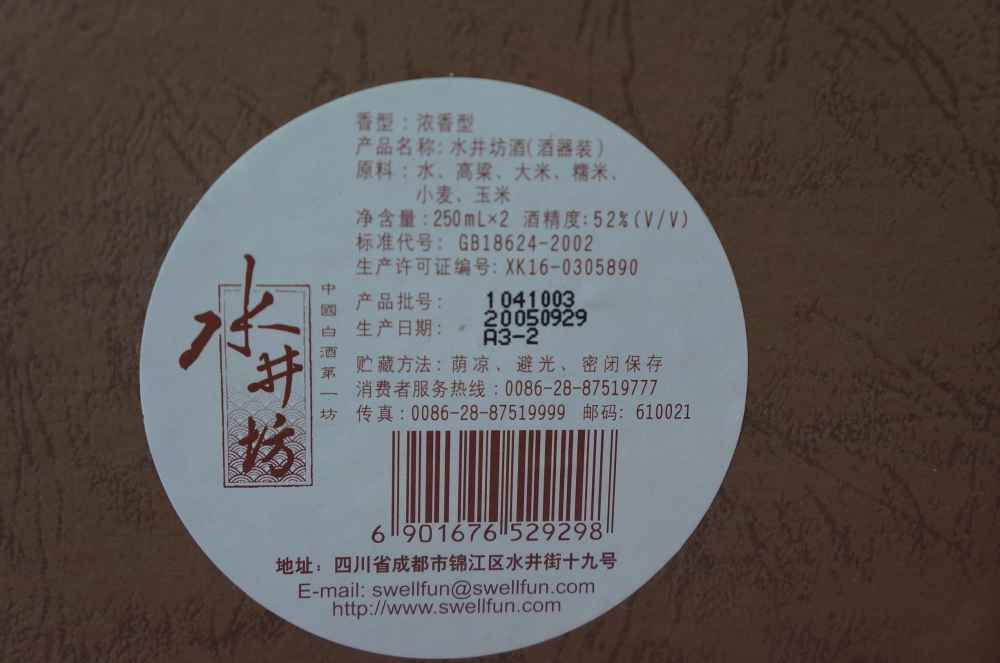 香型：浓香型
产品名称：水井坊酒(酒器装)
原料：水、高粱、大米、糯米、
小麦、玉米
净含量：250mL×2 酒精度：52%(V/V)
标准代号：GB18624-2002
生产许可证编号：XK16-0305890
产品批号：1041003
生产日期：20050929
A3-2
贮藏方法：荫凉、避光、密闭保存
消费者服务热线：0086-28-87519777
传真：0086-28-87519999 邮码：610021
水井坊
中國白酒第一坊
6 901676 529298
地址：四川省成都市锦江区水井街十九号
E-mail: swellfun@swellfun.com
http://www.swellfun.com